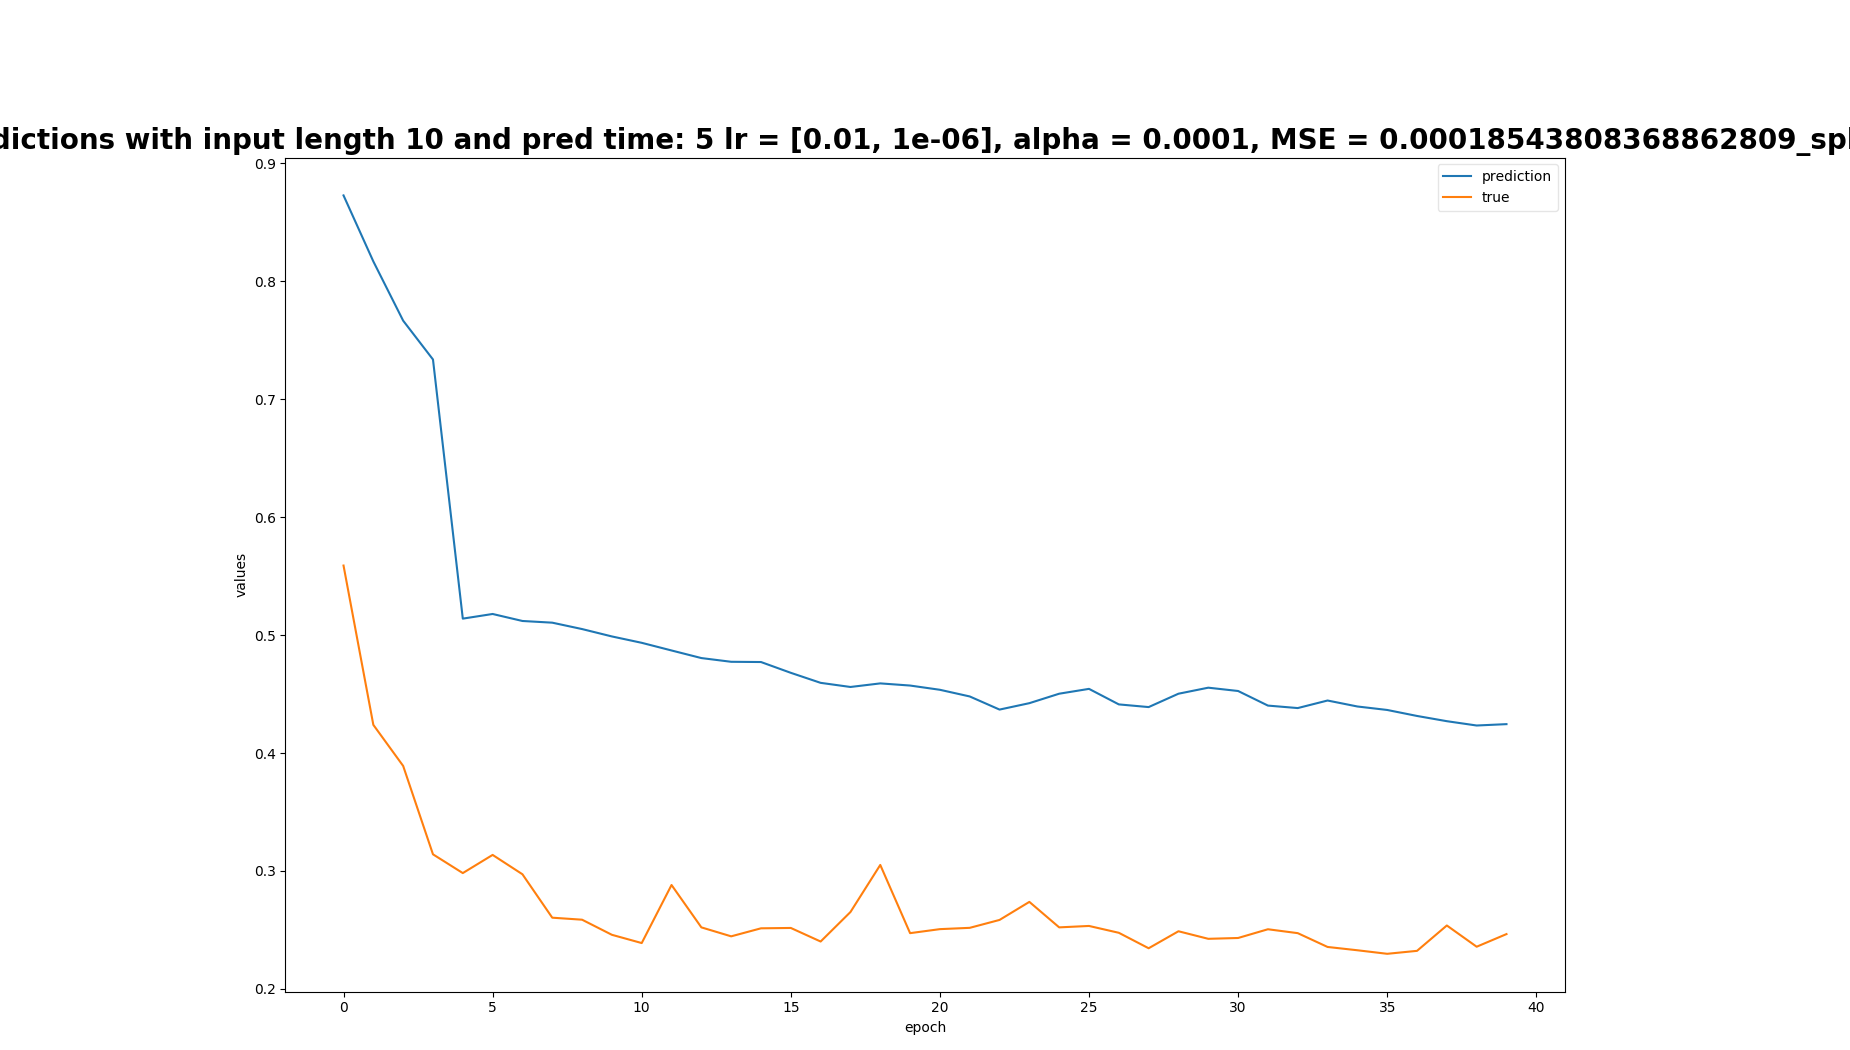 dictions with input length 10 and pred time: 5 lr = [0.01, 1e-06], alpha = 0.0001, MSE = 0.00018543808368862809_spl
prediction
true
0.9
0.8
0.7
0.6
0.5
0.4
0.3
0.2
values
0 5 10 15 20 25 30 35 40
epoch